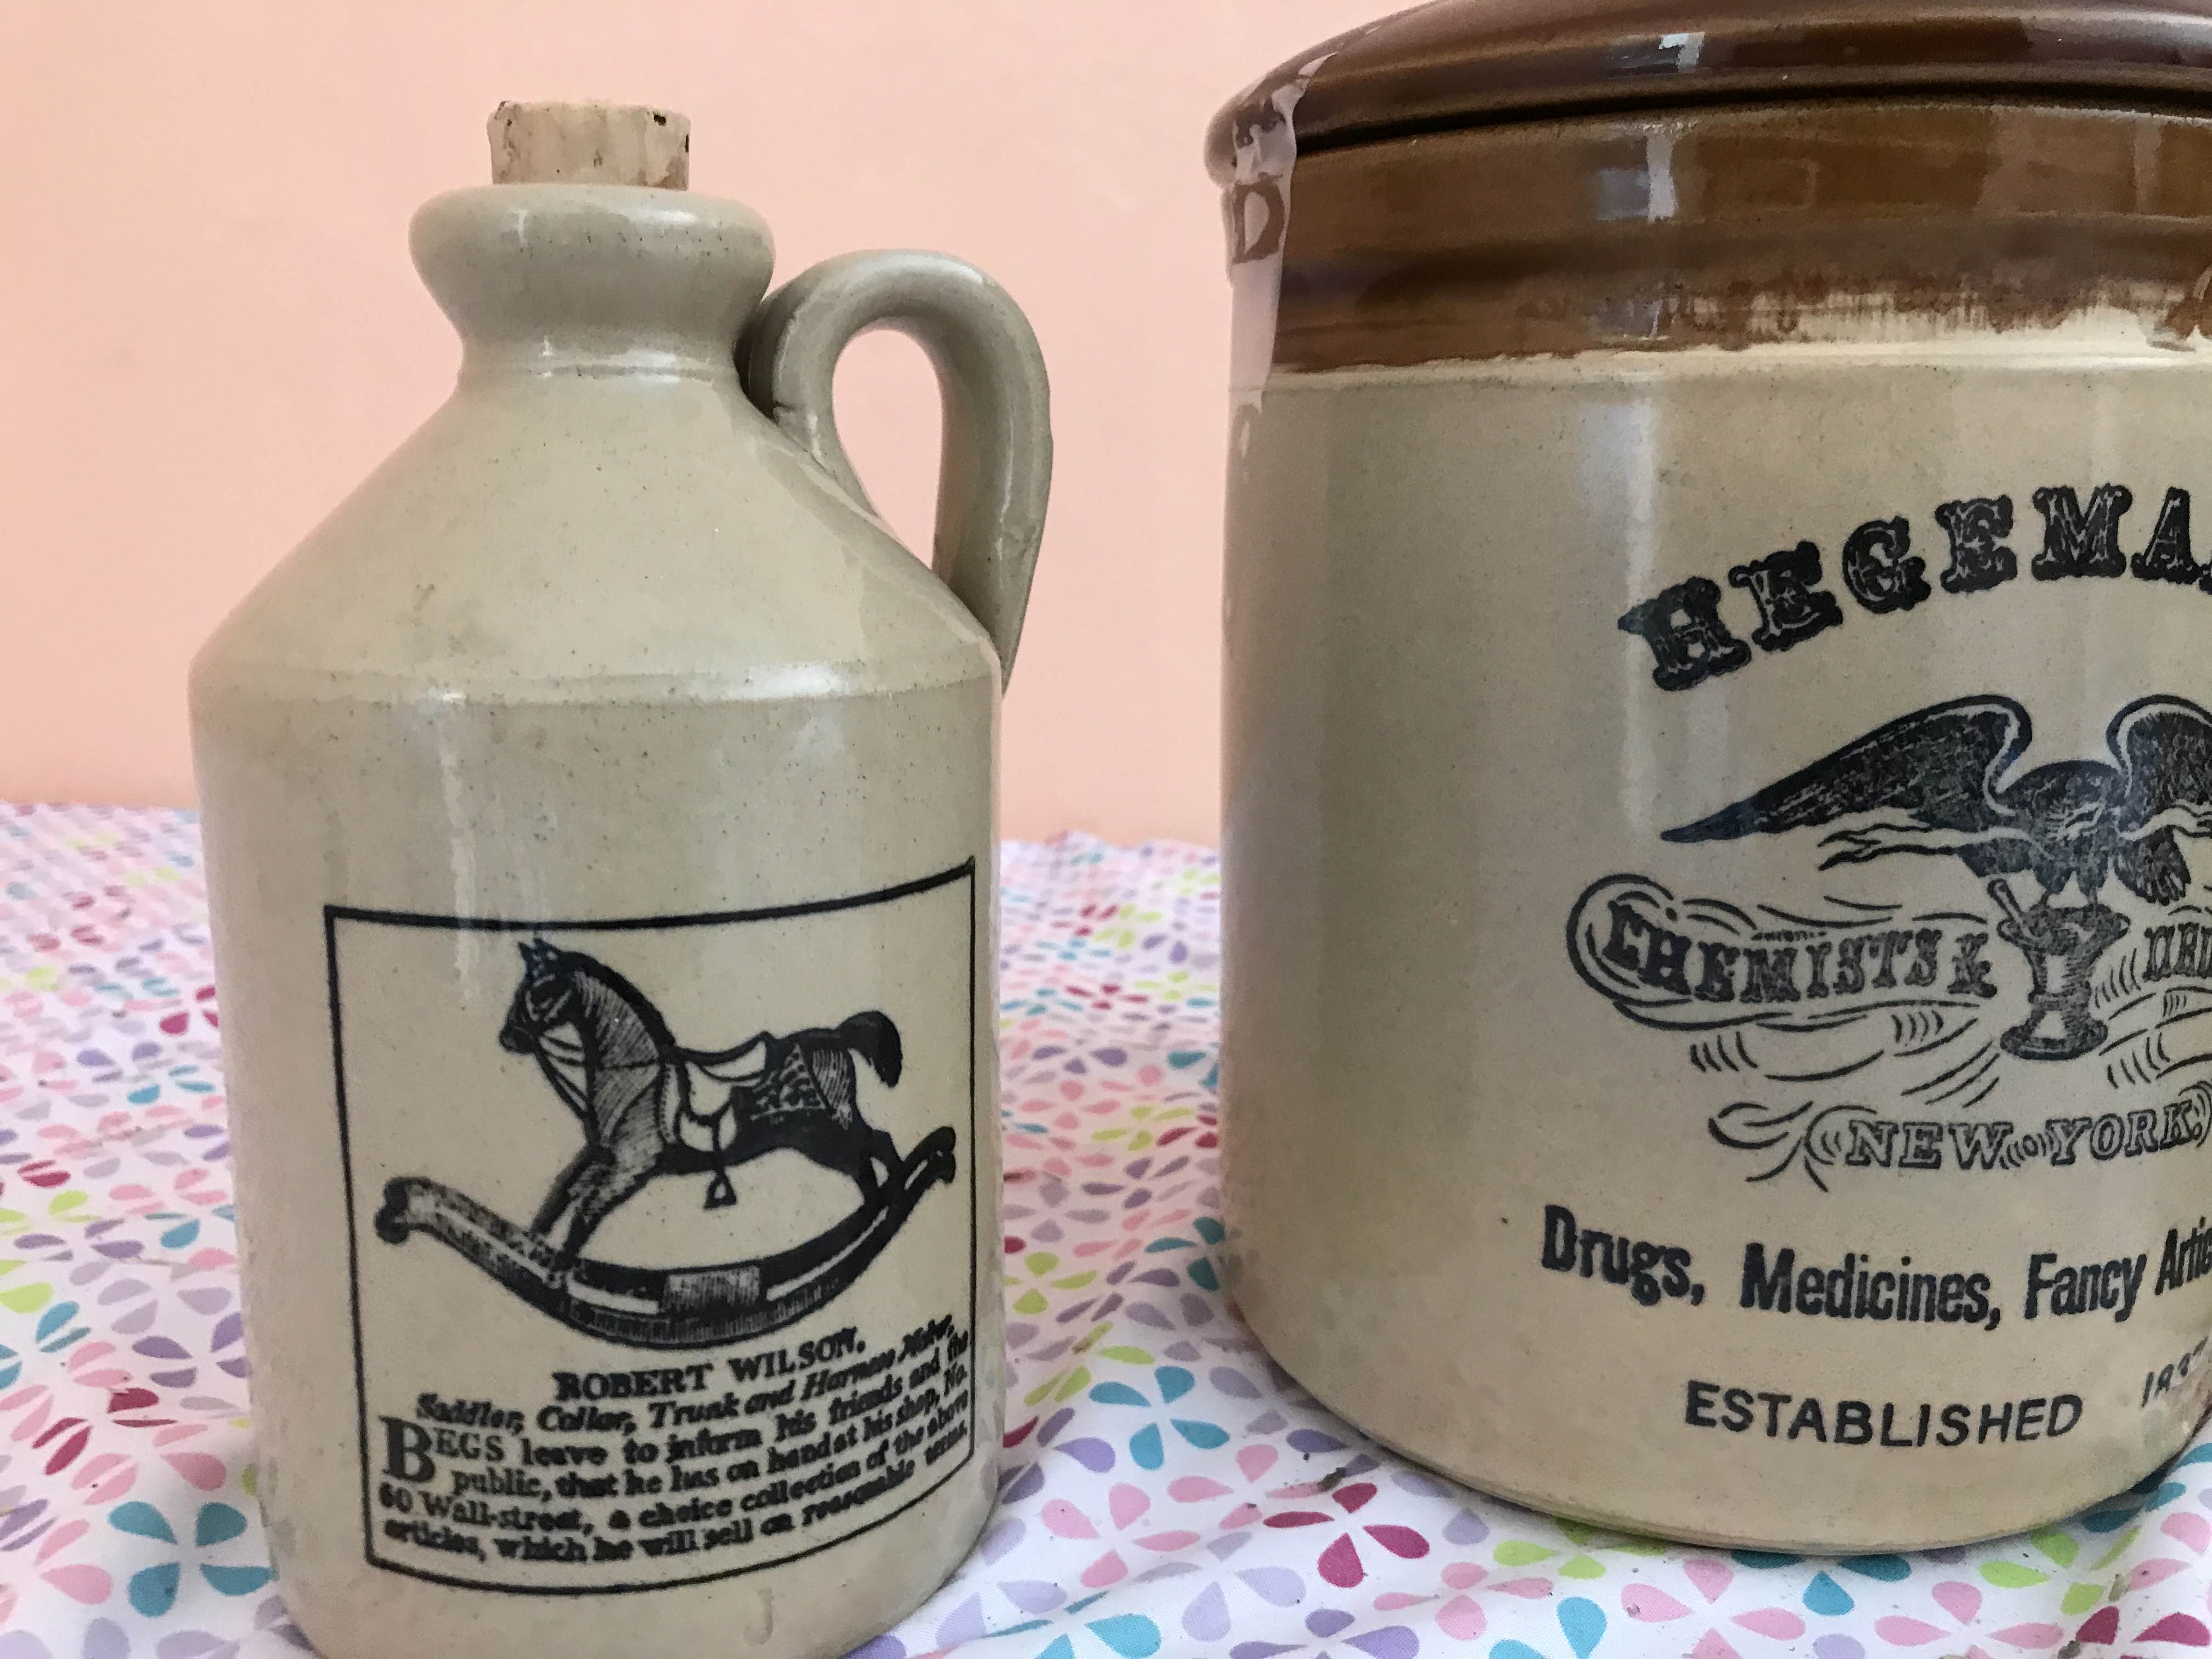 ROBERT WILSON.
Saddler, Collar, Trunk and Harness Maker,
BEGS leave to inform his friends and the
public, that he has on hand at his shop, No.
60 Wall-street, a choice collection of the above
articles, which he will sell on reasonable terms.
J
D
HEGEMA
CHEMISTS &
NEW YORK
Drugs, Medicines, Fancy Artic
ESTABLISHED